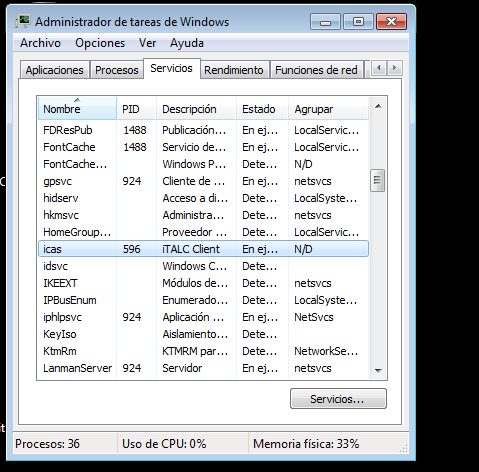 Administrador de tareas de Windows
Archivo Opciones Ver Ayuda
Aplicaciones Procesos Servicios Rendimiento Funciones de red
Nombre PID Descripción Estado Agrupar
FDResPub 1488 Publicación... En ej... LocalServic...
FontCache 1488 Servicio de ... En ej... LocalServic...
FontCache... Windows P... Dete... N/D
gpsvc 924 Cliente de ... En ej... netsvcs
hidserv Acceso a di... Dete... LocalSyste...
hkmsvc Administra... Dete... netsvcs
HomeGroup... Proveedor ... Dete... LocalServic...
icas 596 iTALC Client En ej... N/D
idsvc Windows C... Dete...
IKEEXT Módulos de... Dete... netsvcs
IPBusEnum Enumerado... Dete... LocalSyste...
iphlpsvc 924 Aplicación ... En ej... NetSvcs
KeyIso Aislamiento... Dete...
KtmRm KTMRM par... Dete... NetworkSe...
LanmanServer 924 Servidor En ej... netsvcs
Servicios...
Procesos: 36 Uso de CPU: 0% Memoria física: 33%